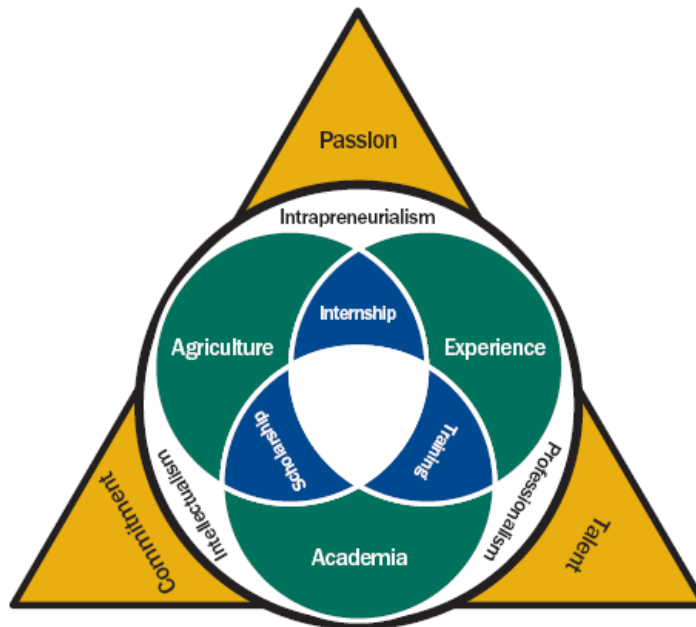 Passion
Intrapreneurialism
Internship
Agriculture
Experience
Scholarship
Training
Intellectualism
Professionalism
Commitment
Talent
Academia